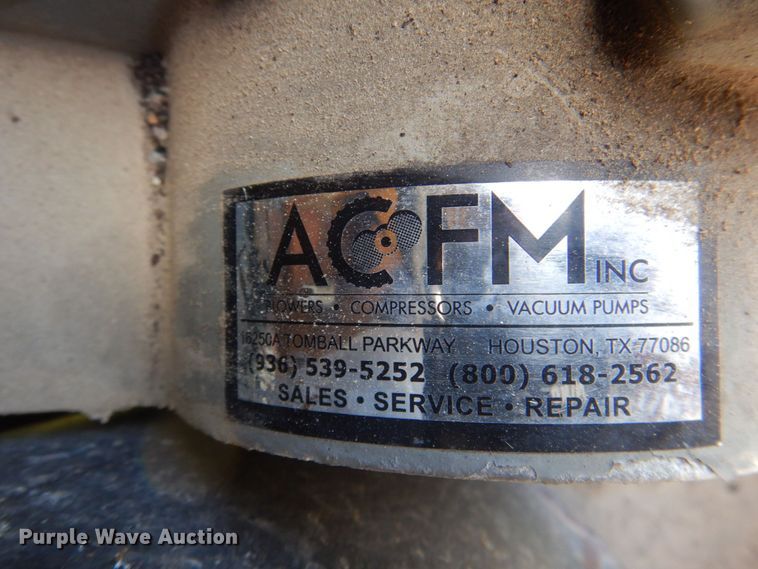 ACFM INC
BLOWERS • COMPRESSORS • VACUUM PUMPS
16250A TOMBALL PARKWAY HOUSTON, TX 77086
(936) 539-5252 (800) 618-2562
SALES • SERVICE • REPAIR
Purple Wave Auction®